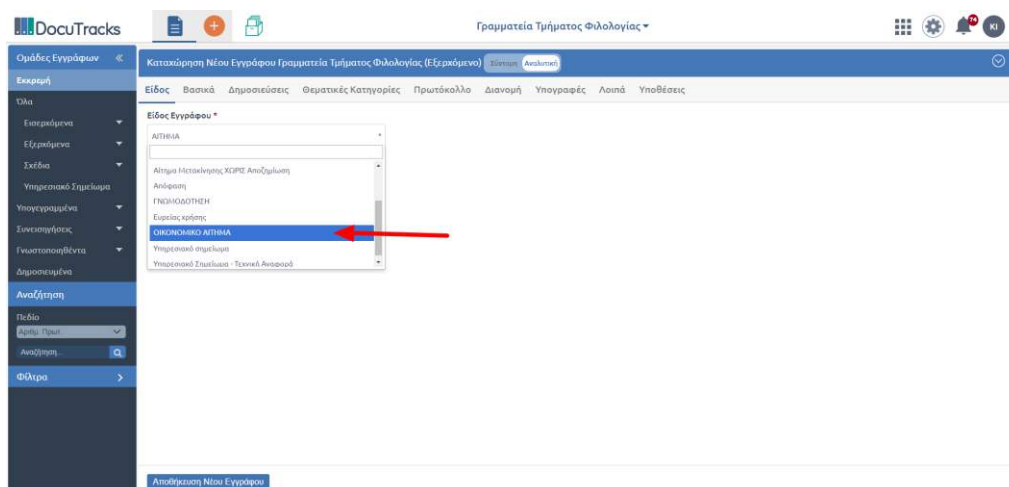 DocuTracks
Γραμματεία Τμήματος Φιλολογίας
74
ΚΙ
Ομάδες Εγγράφων
Καταχώρηση Νέου Εγγράφου Γραμματεία Τμήματος Φιλολογίας (Εξερχόμενο) Σύντομη Αναλυτική
Εκκρεμή
Είδος Βασικά Δημοσιεύσεις Θεματικές Κατηγορίες Πρωτόκολλο Διανομή Υπογραφές Λοιπά Υποθέσεις
Όλα
Εισερχόμενα
Εξερχόμενα
Σχέδια
Υπηρεσιακό Σημείωμα
Υπογεγραμμένα
Συνεισηγήσεις
Γνωστοποιηθέντα
Δημοσιευμένα
Αναζήτηση
Πεδίο
Αριθμ. Πρωτ.
Αναζήτηση...
Φίλτρα
Είδος Εγγράφου *
ΑΙΤΗΜΑ
Αίτημα Μετακίνησης ΧΩΡΙΣ Αποζημίωση
Απόφαση
ΓΝΩΜΟΔΟΤΗΣΗ
Ευρείας χρήσης
ΟΙΚΟΝΟΜΙΚΟ ΑΙΤΗΜΑ
Υπηρεσιακό σημείωμα
Υπηρεσιακό Σημείωμα - Τεχνική Αναφορά
Αποθήκευση Νέου Εγγράφου